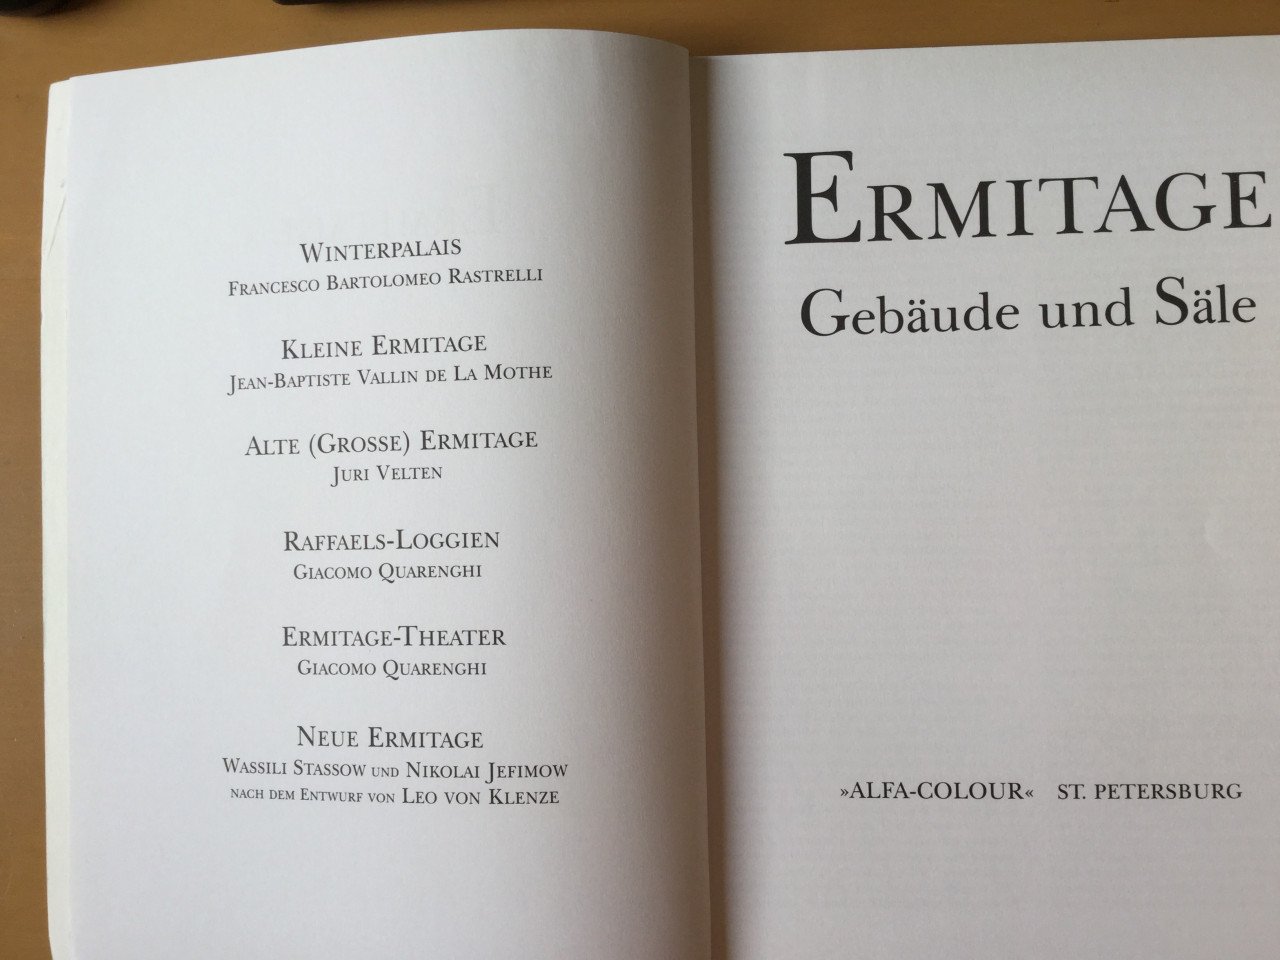 WINTERPALAIS
FRANCESCO BARTOLOMEO RASTRELLI
KLEINE ERMITAGE
JEAN-BAPTISTE VALLIN DE LA MOTHE
ALTE (GROSSE) ERMITAGE
JURI VELTEN
RAFFAELS-LOGGIEN
GIACOMO QUARENGHI
ERMITAGE-THEATER
GIACOMO QUARENGHI
NEUE ERMITAGE
WASSILI STASSOW UND NIKOLAI JEFIMOW
NACH DEM ENTWURF VON LEO VON KLENZE
ERMITAGE
Gebäude und Säle
»ALFA-COLOUR« ST. PETERSBURG